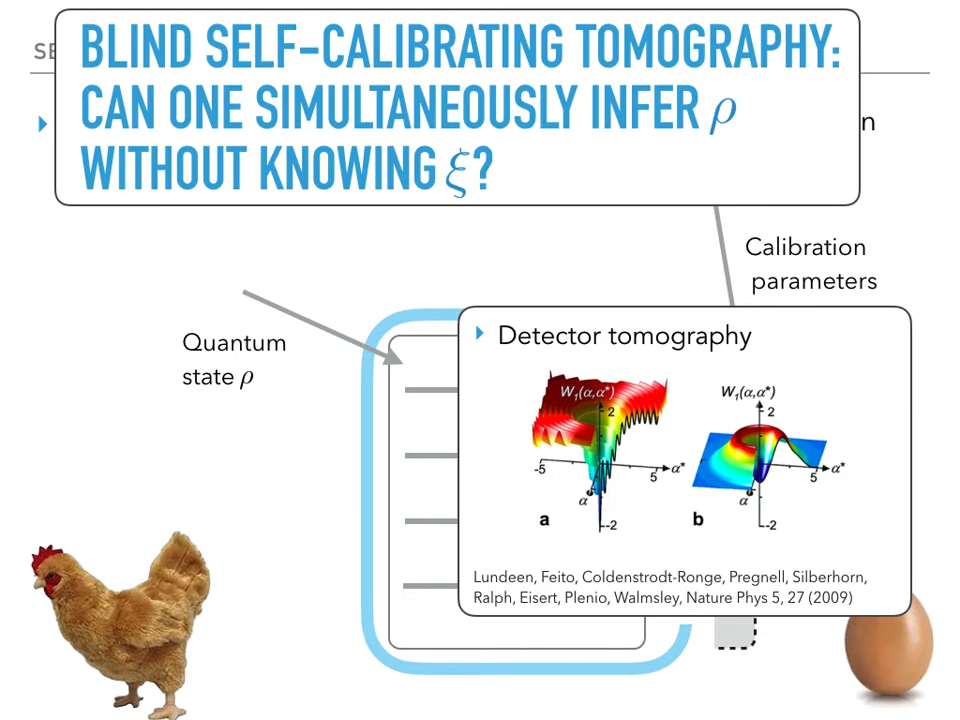 SE
BLIND SELF-CALIBRATING TOMOGRAPHY:
CAN ONE SIMULTANEOUSLY INFER ρ
WITHOUT KNOWING ξ?
n
Calibration
parameters
Quantum
state ρ
Detector tomography
W₁(α,α*)
2
-5
5
α*
α
-2
a
W₁(α,α*)
2
5
α*
α
-2
b
Lundeen, Feito, Coldenstrodt-Ronge, Pregnell, Silberhorn,
Ralph, Eisert, Plenio, Walmsley, Nature Phys 5, 27 (2009)